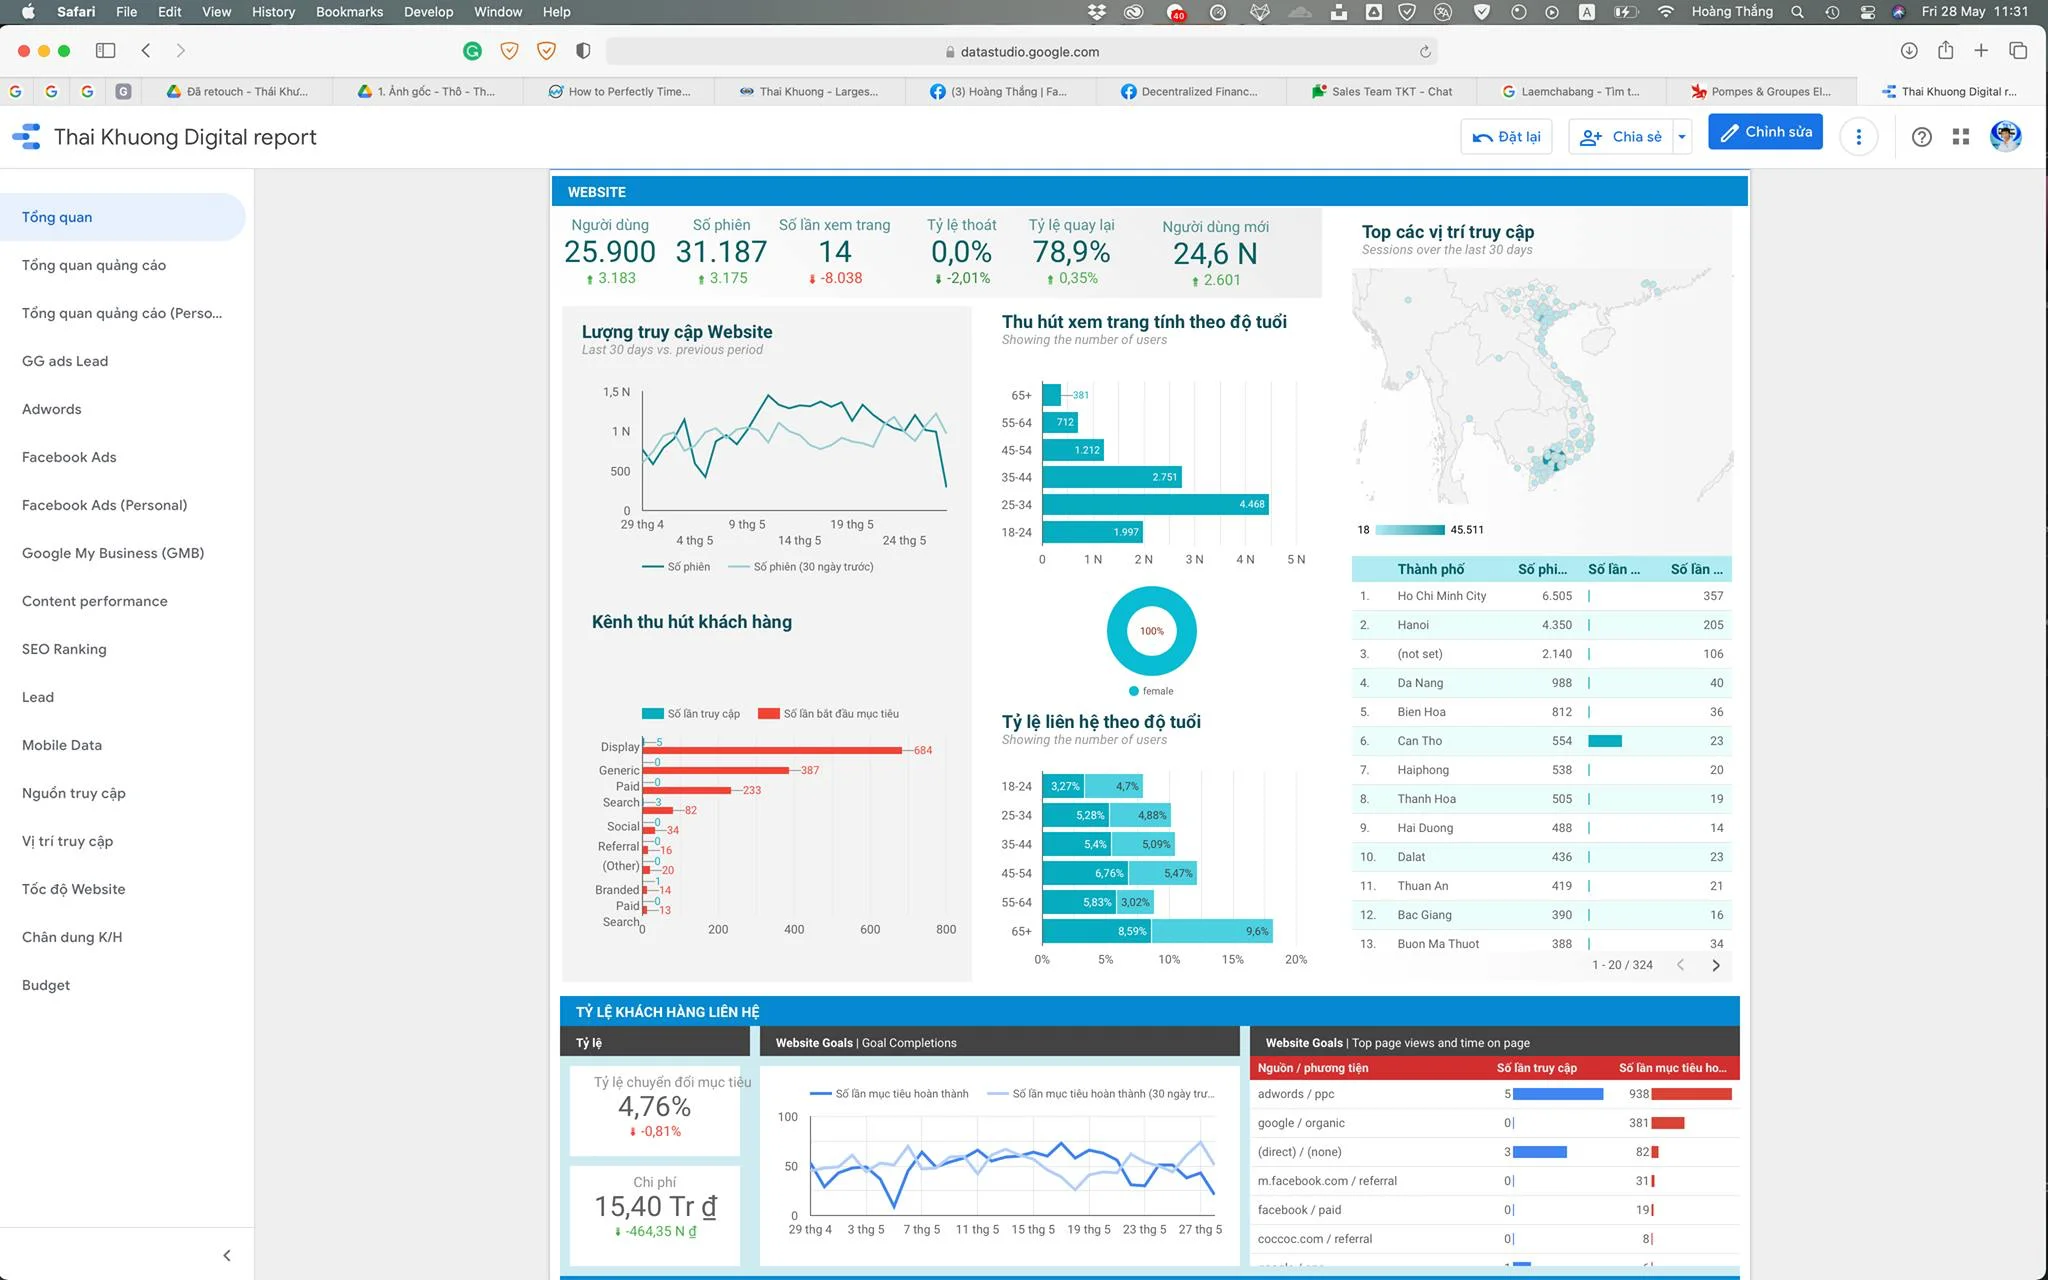 Safari File Edit View History Bookmarks Develop Window Help 40 A Hoàng Thắng Fri 28 May 11:31
datastudio.google.com
Đã retouch - Thái Khư... 1. Ảnh gốc - Thô - Th... How to Perfectly Time... Thai Khuong - Larges... (3) Hoàng Thắng | Fa... Decentralized Financ... Sales Team TKT - Chat Laemchabang - Tìm t... Pompes & Groupes El... Thai Khuong Digital r...
Thai Khuong Digital report
Đặt lại
Chia sẻ
Chỉnh sửa
Tổng quan
Tổng quan quảng cáo
Tổng quan quảng cáo (Perso...
GG ads Lead
Adwords
Facebook Ads
Facebook Ads (Personal)
Google My Business (GMB)
Content performance
SEO Ranking
Lead
Mobile Data
Nguồn truy cập
Vị trí truy cập
Tốc độ Website
Chân dung K/H
Budget
WEBSITE
Người dùng Số phiên Số lần xem trang Tỷ lệ thoát Tỷ lệ quay lại Người dùng mới
25.900 31.187 14 0,0% 78,9% 24,6 N
3.183 3.175 -8.038 -2,01% 0,35% 2.601
Lượng truy cập Website
Last 30 days vs. previous period
1,5 N
1 N
500
0
29 thg 4 9 thg 5 19 thg 5
4 thg 5 14 thg 5 24 thg 5
Số phiên Số phiên (30 ngày trước)
Kênh thu hút khách hàng
Số lần truy cập Số lần bắt đầu mục tiêu
Display 5 684
Generic 0 387
Paid 0 233
Search 3 82
Social 0 34
Referral 0 16
(Other) 0 20
Branded 1 14
Paid 0 13
Search
0 200 400 600 800
Thu hút xem trang tính theo độ tuổi
Showing the number of users
65+ 381
55-64 712
45-54 1.212
35-44 2.751
25-34 4.468
18-24 1.997
0 1 N 2 N 3 N 4 N 5 N
100%
female
Tỷ lệ liên hệ theo độ tuổi
Showing the number of users
18-24 3,27% 4,7%
25-34 5,28% 4,88%
35-44 5,4% 5,09%
45-54 6,76% 5,47%
55-64 5,83% 3,02%
65+ 8,59% 9,6%
0% 5% 10% 15% 20%
Top các vị trí truy cập
Sessions over the last 30 days
18 45.511
Thành phố Số phi... Số lần ... Số lần ...
1. Ho Chi Minh City 6.505 357
2. Hanoi 4.350 205
3. (not set) 2.140 106
4. Da Nang 988 40
5. Bien Hoa 812 36
6. Can Tho 554 23
7. Haiphong 538 20
8. Thanh Hoa 505 19
9. Hai Duong 488 14
10. Dalat 436 23
11. Thuan An 419 21
12. Bac Giang 390 16
13. Buon Ma Thuot 388 34
1 - 20 / 324
TỶ LỆ KHÁCH HÀNG LIÊN HỆ
Tỷ lệ
Tỷ lệ chuyển đổi mục tiêu
4,76%
-0,81%
Chi phí
15,40 Tr ₫
-464,35 N ₫
Website Goals | Goal Completions
Số lần mục tiêu hoàn thành Số lần mục tiêu hoàn thành (30 ngày trư...
100
50
0
29 thg 4 3 thg 5 7 thg 5 11 thg 5 15 thg 5 19 thg 5 23 thg 5 27 thg 5
Website Goals | Top page views and time on page
Nguồn / phương tiện Số lần truy cập Số lần mục tiêu ho...
adwords / ppc 5 938
google / organic 0 381
(direct) / (none) 3 82
m.facebook.com / referral 0 31
facebook / paid 0 19
coccoc.com / referral 0 8